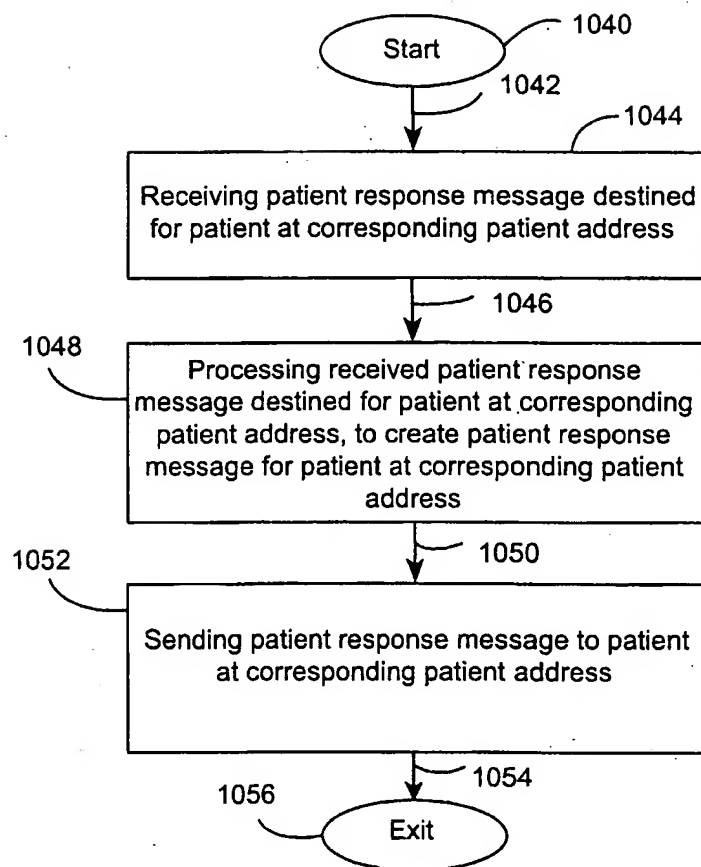 Start
1040
1042
1044
Receiving patient response message destined
for patient at corresponding patient address
1046
1048
Processing received patient response
message destined for patient at corresponding
patient address, to create patient response
message for patient at corresponding patient
address
1050
1052
Sending patient response message to patient
at corresponding patient address
1054
1056
Exit